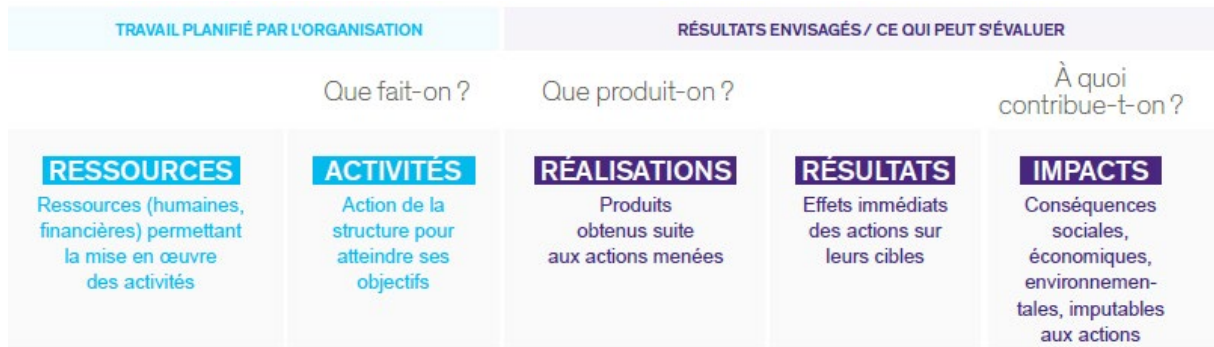 TRAVAIL PLANIFIÉ PAR L'ORGANISATION
RÉSULTATS ENVISAGÉS / CE QUI PEUT S'ÉVALUER
Que fait-on ?
Que produit-on ?
À quoi
contribue-t-on ?
RESSOURCES
Ressources (humaines,
financières) permettant
la mise en œuvre
des activités
ACTIVITÉS
Action de la
structure pour
atteindre ses
objectifs
RÉALISATIONS
Produits
obtenus suite
aux actions menées
RÉSULTATS
Effets immédiats
des actions sur
leurs cibles
IMPACTS
Conséquences
sociales,
économiques,
environnemen-
tales, imputables
aux actions